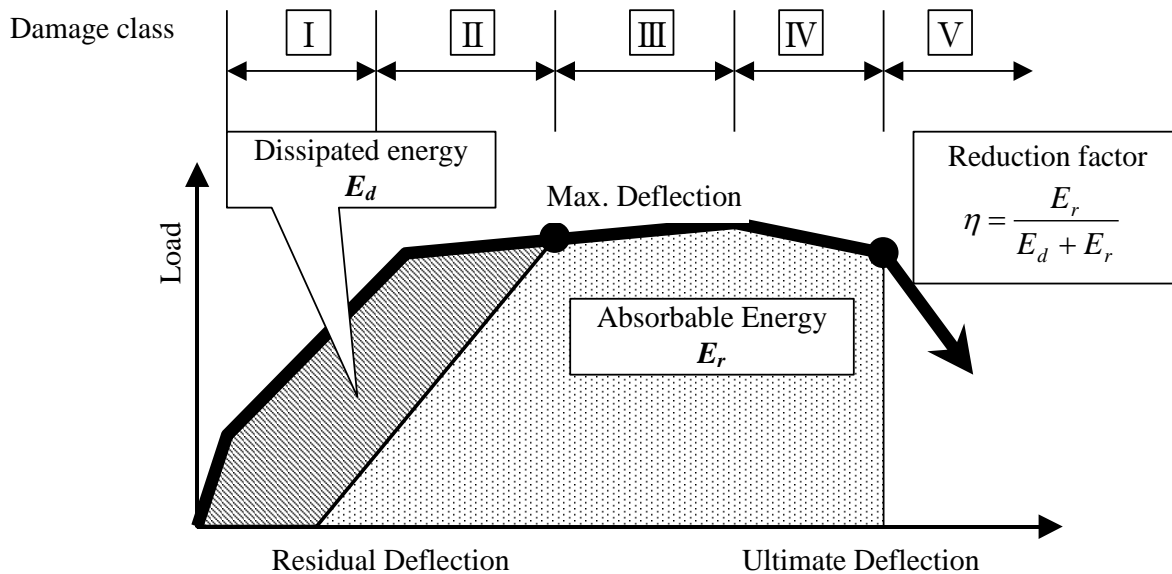 Damage class
Ⅰ
Ⅱ
Ⅲ
Ⅳ
Ⅴ
Dissipated energy
E_d
Reduction factor
η = E_r / (E_d + E_r)
Max. Deflection
Load
Absorbable Energy
E_r
Residual Deflection
Ultimate Deflection